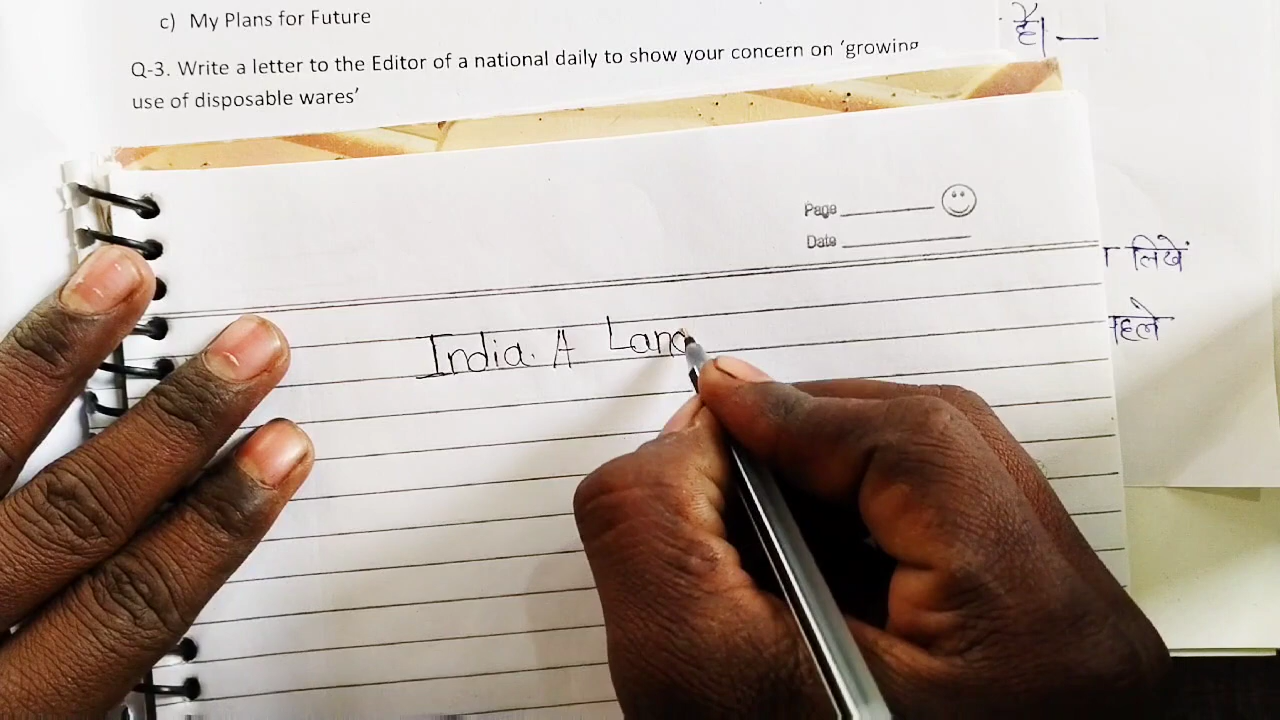 c) My Plans for Future
Q-3. Write a letter to the Editor of a national daily to show your concern on ‘growing
use of disposable wares’
है। —
Page
Date
लिखें
हले
India. A Land